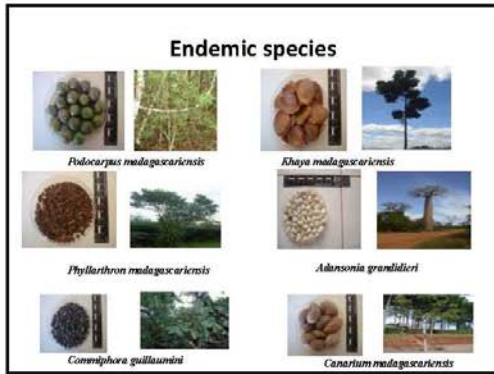 Endemic species
Podocarpus madagascariensis
Khaya madagascariensis
Phyllarthron madagascariensis
Adansonia grandidieri
Commiphora guillaumini
Canarium madagascariensis